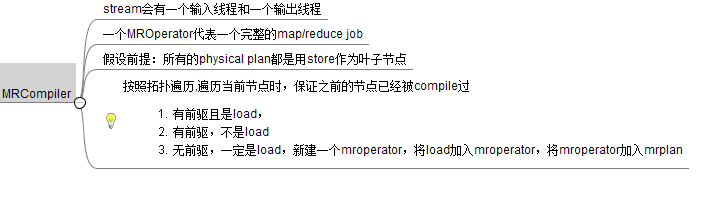 stream会有一个输入线程和一个输出线程
一个MROperator代表一个完整的map/reduce job
假设前提：所有的physical plan都是用store作为叶子节点
MRCompiler
按照拓扑遍历,遍历当前节点时，保证之前的节点已经被compile过
1. 有前驱且是load，
2. 有前驱，不是load
3. 无前驱，一定是load，新建一个mroperator，将load加入mroperator，将mroperator加入mrplan